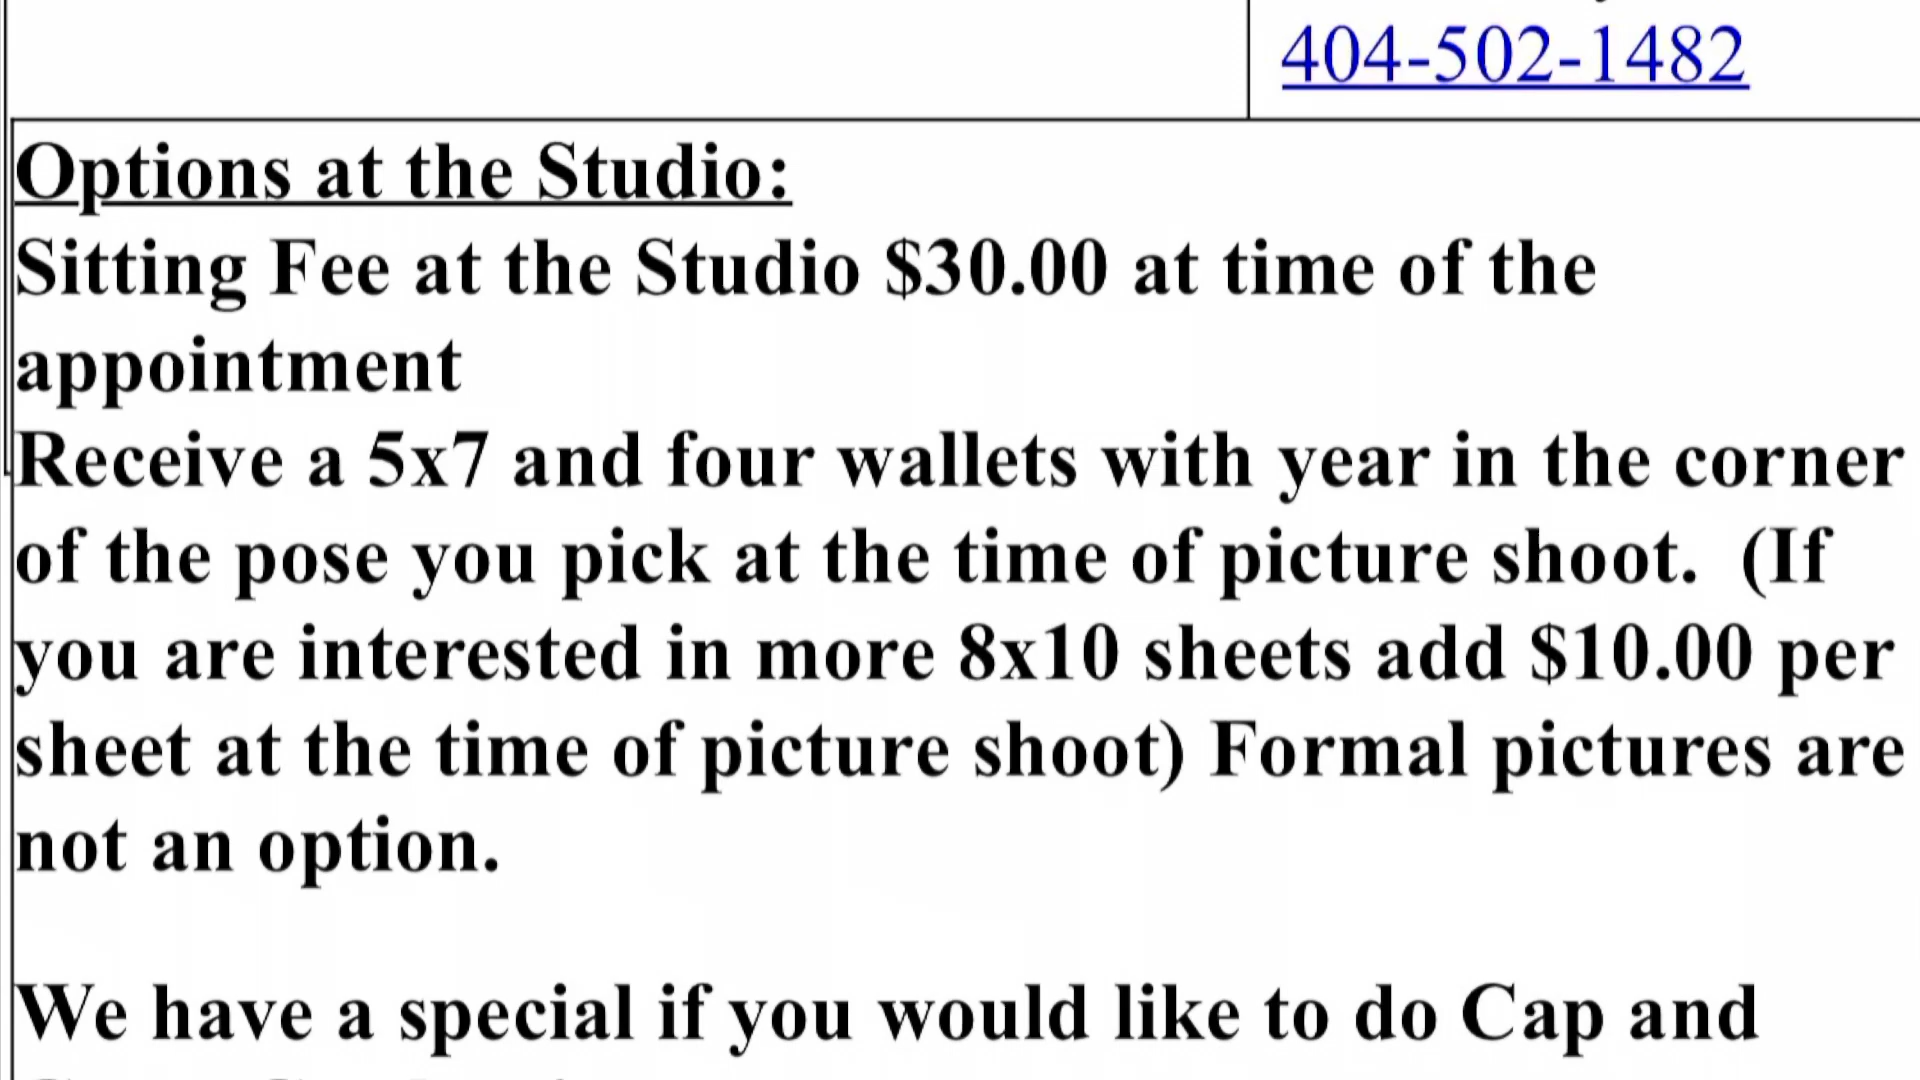 404-502-1482
Options at the Studio:
Sitting Fee at the Studio $30.00 at time of the
appointment
Receive a 5x7 and four wallets with year in the corner
of the pose you pick at the time of picture shoot.  (If
you are interested in more 8x10 sheets add $10.00 per
sheet at the time of picture shoot) Formal pictures are
not an option.
We have a special if you would like to do Cap and